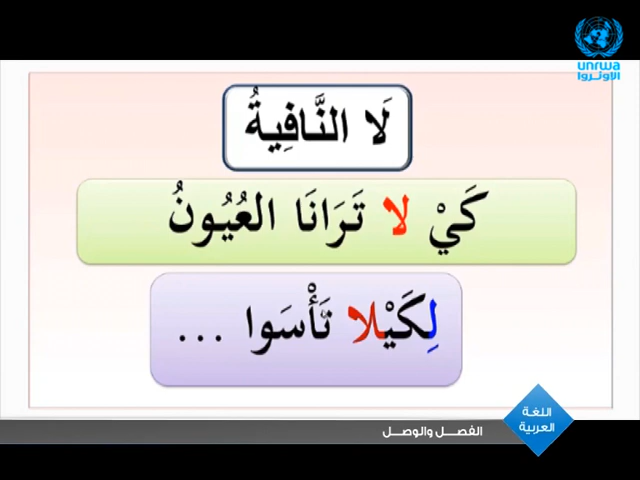 unrwa
الأونروا
لَا النَّافِيةُ
كَيْ لا تَرَانَا العُيُونُ
لِكَيْلا تَأْسَوا ...
اللغة
العربية
الفصل والوصل